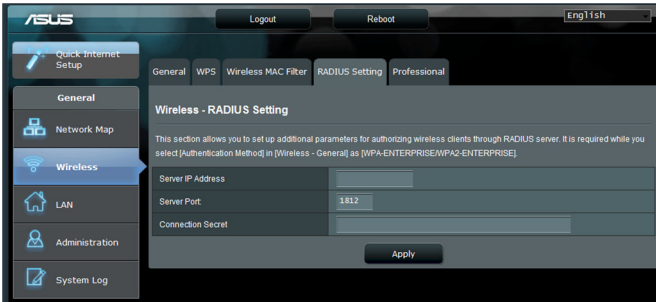 ASUS
Logout
Reboot
English
Quick Internet
Setup
General
Network Map
Wireless
LAN
Administration
System Log
General
WPS
Wireless MAC Filter
RADIUS Setting
Professional
Wireless - RADIUS Setting
This section allows you to set up additional parameters for authorizing wireless clients through RADIUS server. It is required while you
select [Authentication Method] in [Wireless - General] as [WPA-ENTERPRISE/WPA2-ENTERPRISE].
Server IP Address
Server Port:
1812
Connection Secret
Apply